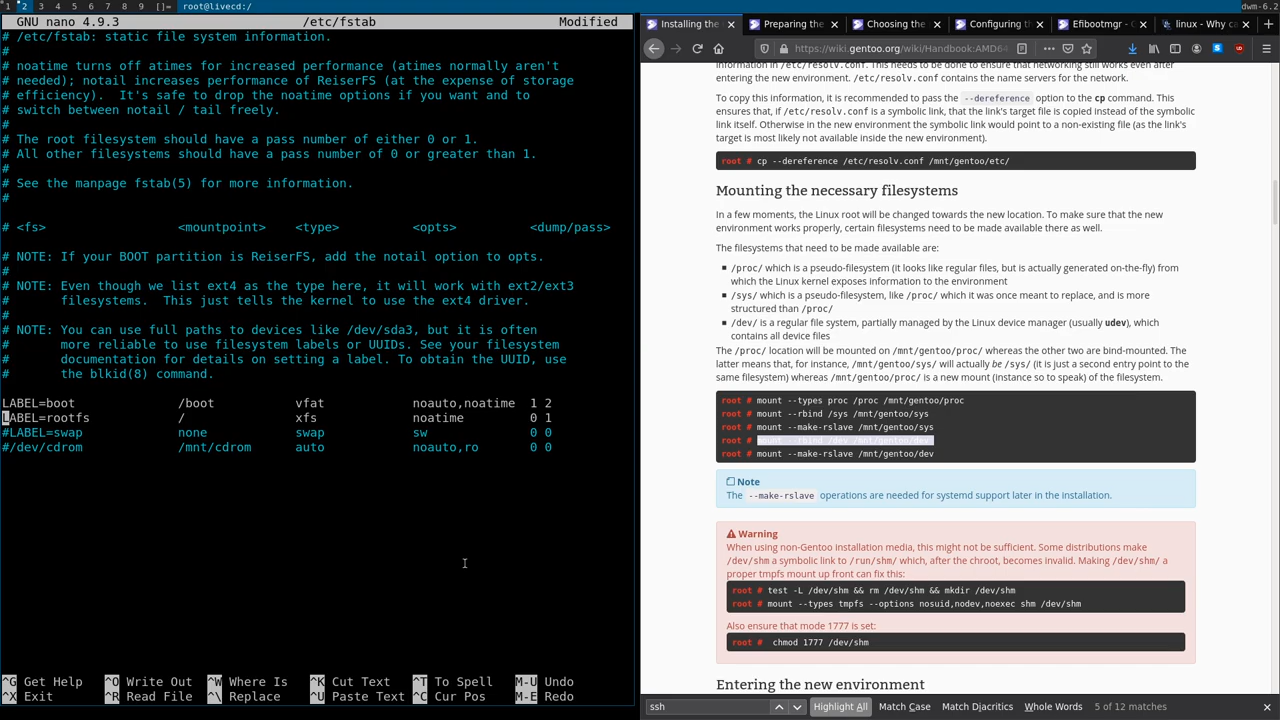 1 2 3 4 5 6 7 8 9 []= root@livecd:/ dwm-6.2
GNU nano 4.9.3 /etc/fstab Modified
# /etc/fstab: static file system information.
#
# noatime turns off atimes for increased performance (atimes normally aren't
# needed); notail increases performance of ReiserFS (at the expense of storage
# efficiency).  It's safe to drop the noatime options if you want and to
# switch between notail / tail freely.
#
# The root filesystem should have a pass number of either 0 or 1.
# All other filesystems should have a pass number of 0 or greater than 1.
#
# See the manpage fstab(5) for more information.
#
# <fs> <mountpoint> <type> <opts> <dump/pass>
# NOTE: If your BOOT partition is ReiserFS, add the notail option to opts.
#
# NOTE: Even though we list ext4 as the type here, it will work with ext2/ext3
#       filesystems.  This just tells the kernel to use the ext4 driver.
#
# NOTE: You can use full paths to devices like /dev/sda3, but it is often
#       more reliable to use filesystem labels or UUIDs. See your filesystem
#       documentation for details on setting a label. To obtain the UUID, use
#       the blkid(8) command.
LABEL=boot /boot vfat noauto,noatime 1 2
LABEL=rootfs / xfs noatime 0 1
#LABEL=swap none swap sw 0 0
#/dev/cdrom /mnt/cdrom auto noauto,ro 0 0
^G Get Help ^O Write Out ^W Where Is ^K Cut Text ^T To Spell M-U Undo
^X Exit ^R Read File ^\ Replace ^U Paste Text ^C Cur Pos M-E Redo
Installing the Preparing the Choosing the Configuring th Efibootmgr - G linux - Why ca
https://wiki.gentoo.org/wiki/Handbook:AMD6
information in /etc/resolv.conf. This needs to be done to ensure that networking still works even after
entering the new environment. /etc/resolv.conf contains the name servers for the network.
To copy this information, it is recommended to pass the --dereference option to the cp command. This
ensures that, if /etc/resolv.conf is a symbolic link, that the link's target file is copied instead of the symbolic
link itself. Otherwise in the new environment the symbolic link would point to a non-existing file (as the link's
target is most likely not available inside the new environment).
root # cp --dereference /etc/resolv.conf /mnt/gentoo/etc/
Mounting the necessary filesystems
In a few moments, the Linux root will be changed towards the new location. To make sure that the new
environment works properly, certain filesystems need to be made available there as well.
The filesystems that need to be made available are:
/proc/ which is a pseudo-filesystem (it looks like regular files, but is actually generated on-the-fly) from
which the Linux kernel exposes information to the environment
/sys/ which is a pseudo-filesystem, like /proc/ which it was once meant to replace, and is more
structured than /proc/
/dev/ is a regular file system, partially managed by the Linux device manager (usually udev), which
contains all device files
The /proc/ location will be mounted on /mnt/gentoo/proc/ whereas the other two are bind-mounted. The
latter means that, for instance, /mnt/gentoo/sys/ will actually be /sys/ (it is just a second entry point to the
same filesystem) whereas /mnt/gentoo/proc/ is a new mount (instance so to speak) of the filesystem.
root # mount --types proc /proc /mnt/gentoo/proc
root # mount --rbind /sys /mnt/gentoo/sys
root # mount --make-rslave /mnt/gentoo/sys
root # mount --rbind /dev /mnt/gentoo/dev
root # mount --make-rslave /mnt/gentoo/dev
Note
The --make-rslave operations are needed for systemd support later in the installation.
Warning
When using non-Gentoo installation media, this might not be sufficient. Some distributions make
/dev/shm a symbolic link to /run/shm/ which, after the chroot, becomes invalid. Making /dev/shm/ a
proper tmpfs mount up front can fix this:
root # test -L /dev/shm && rm /dev/shm && mkdir /dev/shm
root # mount --types tmpfs --options nosuid,nodev,noexec shm /dev/shm
Also ensure that mode 1777 is set:
root # chmod 1777 /dev/shm
Entering the new environment
ssh Highlight All Match Case Match Diacritics Whole Words 5 of 12 matches